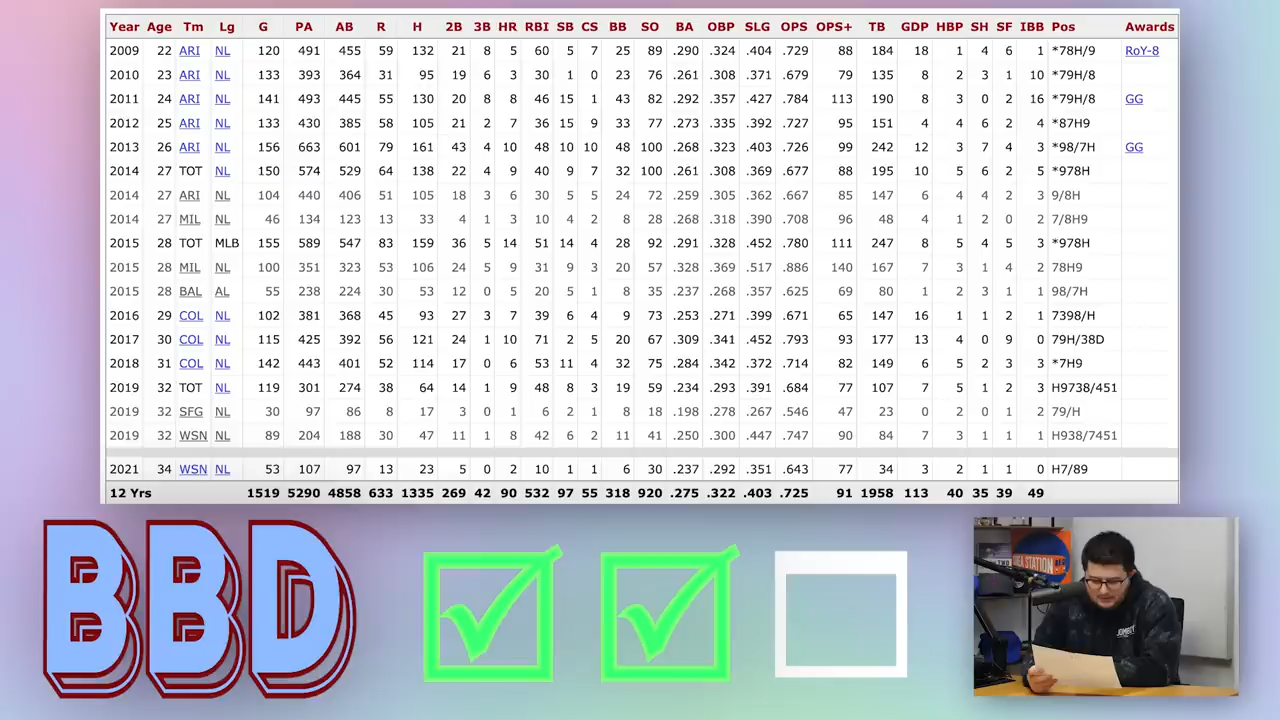 Year Age Tm Lg G PA AB R H 2B 3B HR RBI SB CS BB SO BA OBP SLG OPS OPS+ TB GDP HBP SH SF IBB Pos Awards
2009 22 ARI NL 120 491 455 59 132 21 8 5 60 5 7 25 89 .290 .324 .404 .729 88 184 18 1 4 6 1 *78H/9 RoY-8
2010 23 ARI NL 133 393 364 31 95 19 6 3 30 1 0 23 76 .261 .308 .371 .679 79 135 2 3 1 10 *79H/8
2011 24 ARI NL 141 493 445 55 130 20 8 8 46 15 1 43 82 .292 .357 .427 .784 113 190 8 3 0 2 16 *79H/8 GG
2012 25 ARI NL 133 430 385 58 105 21 2 7 36 15 9 33 77 .273 .335 .392 .727 95 151 4 4 6 2 4 *87H9
2013 26 ARI NL 156 663 601 79 161 43 4 10 48 10 10 48 100 .268 .323 .403 .726 99 242 12 3 7 4 3 *98/7H GG
2014 27 TOT NL 150 574 529 64 138 22 4 9 40 9 7 32 100 .261 .308 .369 .677 88 195 10 5 6 2 5 *978H
2014 27 ARI NL 104 440 406 51 105 18 3 6 30 5 5 24 72 .259 .305 .362 .667 85 147 6 4 4 2 3 9/8H
2014 27 MIL NL 46 134 123 13 33 4 1 3 10 4 2 8 28 .268 .318 .390 .708 96 48 4 1 2 0 2 7/8H9
2015 28 TOT MLB 155 589 547 83 159 36 5 14 51 14 4 28 92 .291 .328 .452 .780 111 247 8 5 4 5 3 *978H
2015 28 MIL NL 100 351 323 53 106 24 5 9 31 9 3 20 57 .328 .369 .517 .886 140 167 7 3 1 4 2 78H9
2015 28 BAL AL 55 238 224 30 53 12 0 5 20 5 1 8 35 .237 .268 .357 .625 69 80 1 2 3 1 1 98/7H
2016 29 COL NL 102 381 368 45 93 27 3 7 39 6 4 9 73 .253 .271 .399 .671 65 147 16 1 1 2 1 7398/H
2017 30 COL NL 115 425 392 56 121 24 1 10 71 2 5 20 67 .309 .341 .452 .793 93 177 13 4 0 9 0 79H/38D
2018 31 COL NL 142 443 401 52 114 17 0 6 53 11 4 32 75 .284 .342 .372 .714 82 149 6 5 2 3 3 *7H9
2019 32 TOT NL 119 301 274 38 64 14 1 9 48 8 3 19 59 .234 .293 .391 .684 77 107 7 5 1 2 3 H9738/451
2019 32 SFG NL 30 97 86 8 17 3 0 1 6 2 1 8 18 .198 .278 .267 .546 47 23 0 2 0 1 2 79/H
2019 32 WSN NL 89 204 188 30 47 11 1 8 42 6 2 11 41 .250 .300 .447 .747 90 84 7 3 1 1 1 H938/7451
2021 34 WSN NL 53 107 97 13 23 5 0 2 10 1 1 6 30 .237 .292 .351 .643 77 34 3 2 1 1 0 H7/89
12 Yrs 1519 5290 4858 633 1335 269 42 90 532 97 55 318 920 .275 .322 .403 .725 91 1958 113 40 35 39 49
BBD